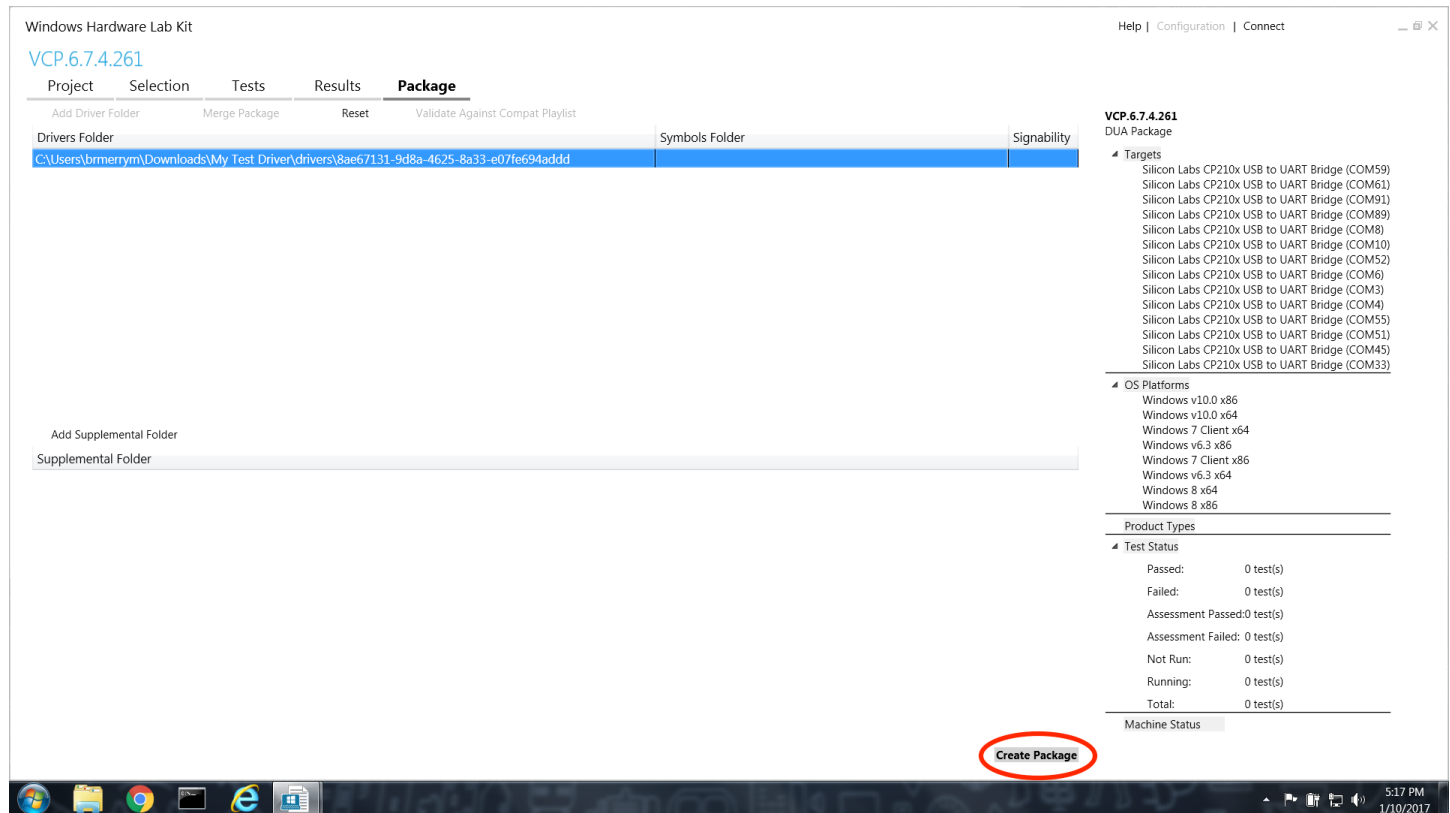 Windows Hardware Lab Kit
Help | Configuration | Connect
VCP.6.7.4.261
Project Selection Tests Results Package
Add Driver Folder Merge Package Reset Validate Against Compat Playlist
Drivers Folder Symbols Folder Signability
C:\Users\brmerrym\Downloads\My Test Driver\drivers\8ae67131-9d8a-4625-8a33-e07fe694addd
Add Supplemental Folder
Supplemental Folder
Create Package
VCP.6.7.4.261
DUA Package
Targets
Silicon Labs CP210x USB to UART Bridge (COM59)
Silicon Labs CP210x USB to UART Bridge (COM61)
Silicon Labs CP210x USB to UART Bridge (COM91)
Silicon Labs CP210x USB to UART Bridge (COM89)
Silicon Labs CP210x USB to UART Bridge (COM8)
Silicon Labs CP210x USB to UART Bridge (COM10)
Silicon Labs CP210x USB to UART Bridge (COM52)
Silicon Labs CP210x USB to UART Bridge (COM6)
Silicon Labs CP210x USB to UART Bridge (COM3)
Silicon Labs CP210x USB to UART Bridge (COM4)
Silicon Labs CP210x USB to UART Bridge (COM55)
Silicon Labs CP210x USB to UART Bridge (COM51)
Silicon Labs CP210x USB to UART Bridge (COM45)
Silicon Labs CP210x USB to UART Bridge (COM33)
OS Platforms
Windows v10.0 x86
Windows v10.0 x64
Windows 7 Client x64
Windows v6.3 x86
Windows 7 Client x86
Windows v6.3 x64
Windows 8 x64
Windows 8 x86
Product Types
Test Status
Passed: 0 test(s)
Failed: 0 test(s)
Assessment Passed:0 test(s)
Assessment Failed: 0 test(s)
Not Run: 0 test(s)
Running: 0 test(s)
Total: 0 test(s)
Machine Status
5:17 PM
1/10/2017